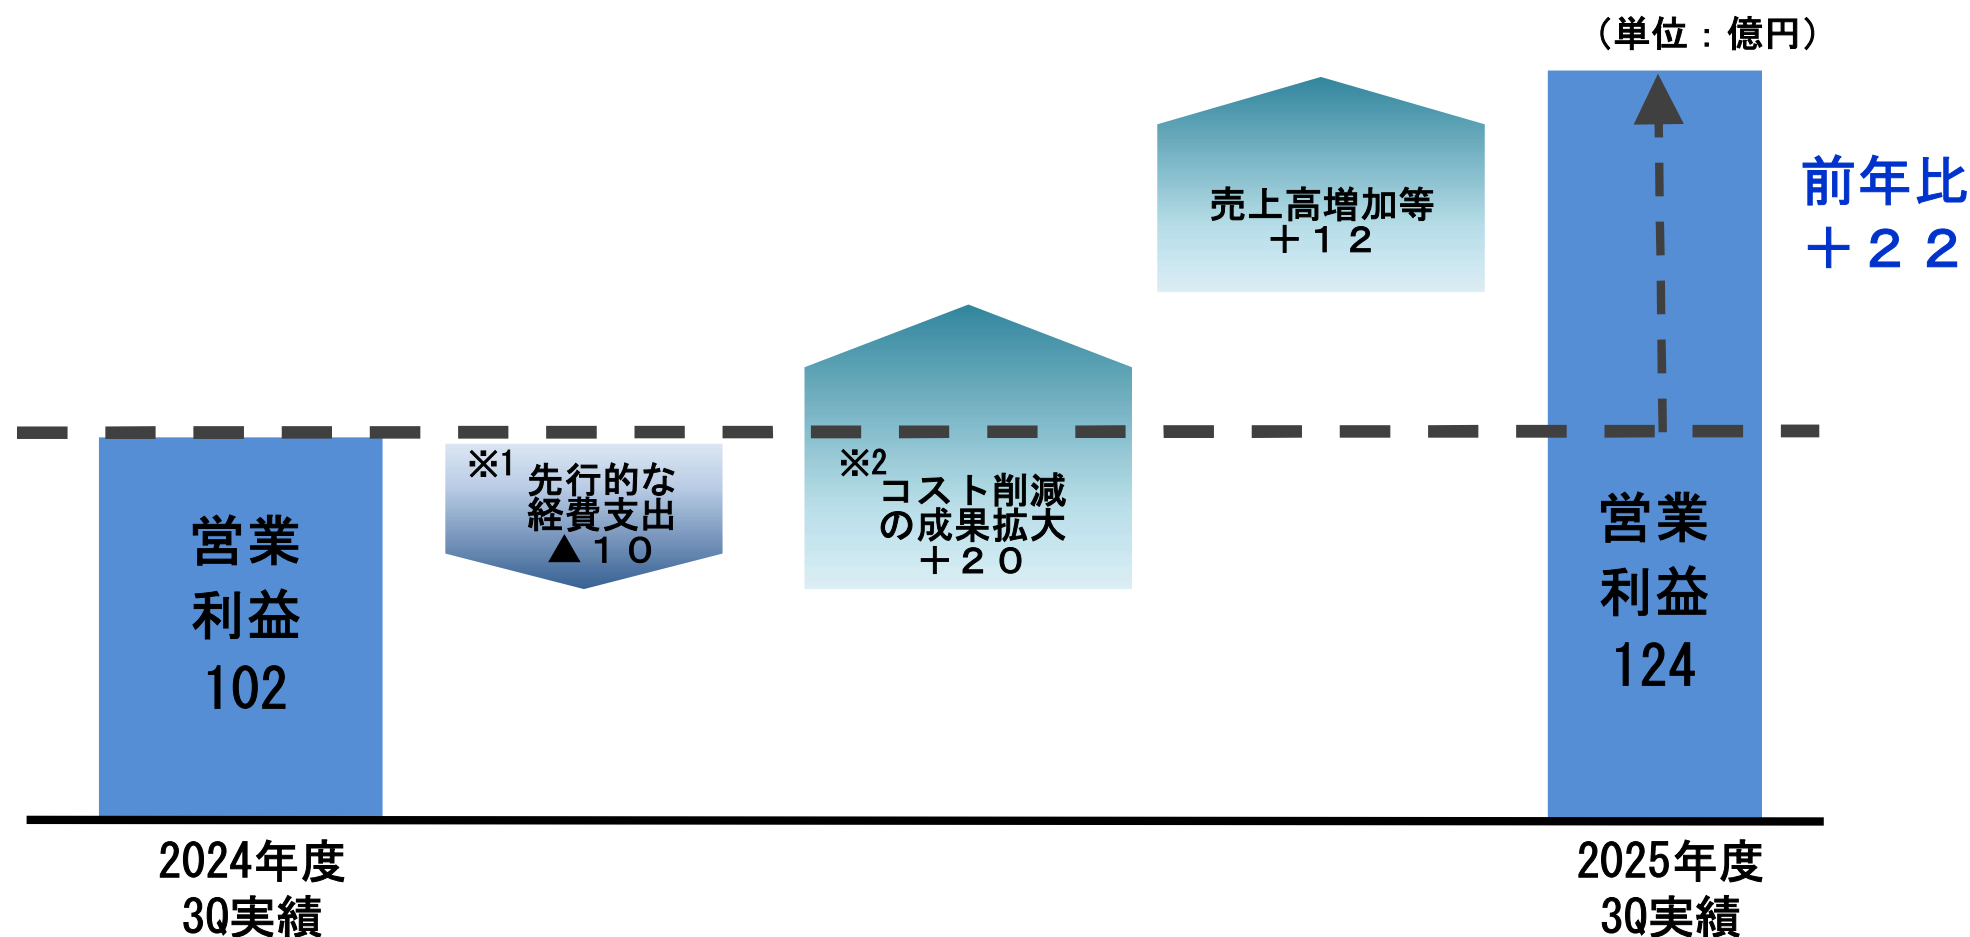 （単位：億円）
前年比
＋２２
売上高増加等
＋１２
※1
先行的な
経費支出
▲１０
※2
コスト削減
の成果拡大
＋２０
営業
利益
102
営業
利益
124
2024年度
3Q実績
2025年度
3Q実績